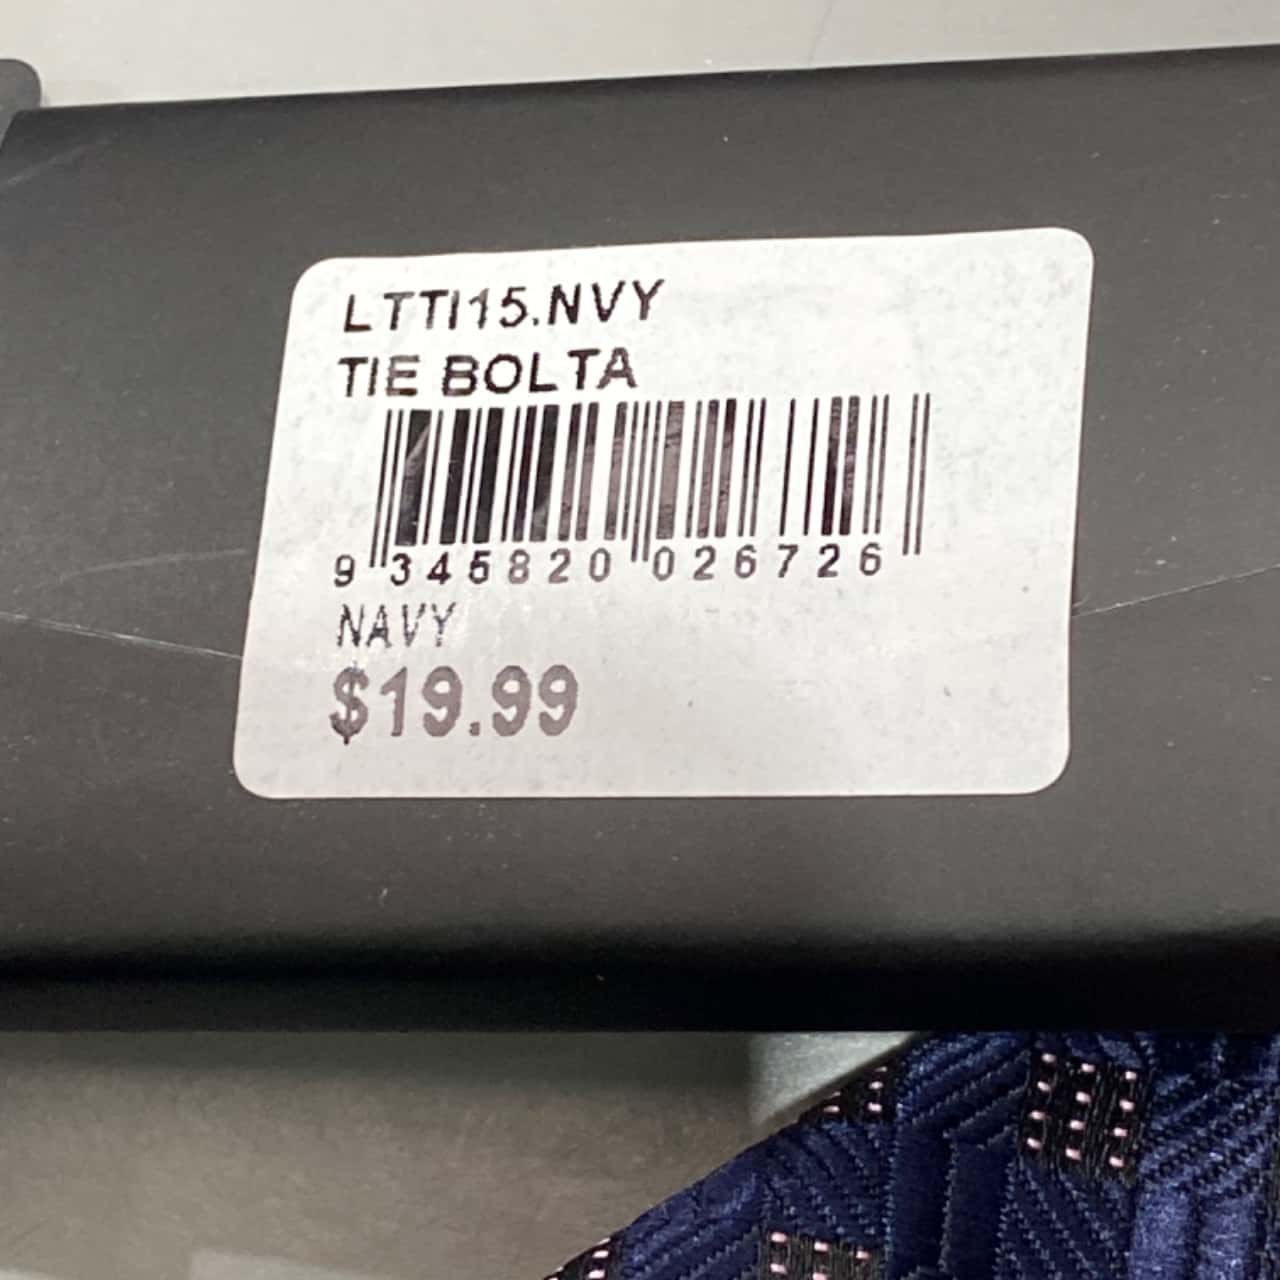 LTTI15.NVY
TIE BOLTA
9 345820 026726
NAVY
$19.99